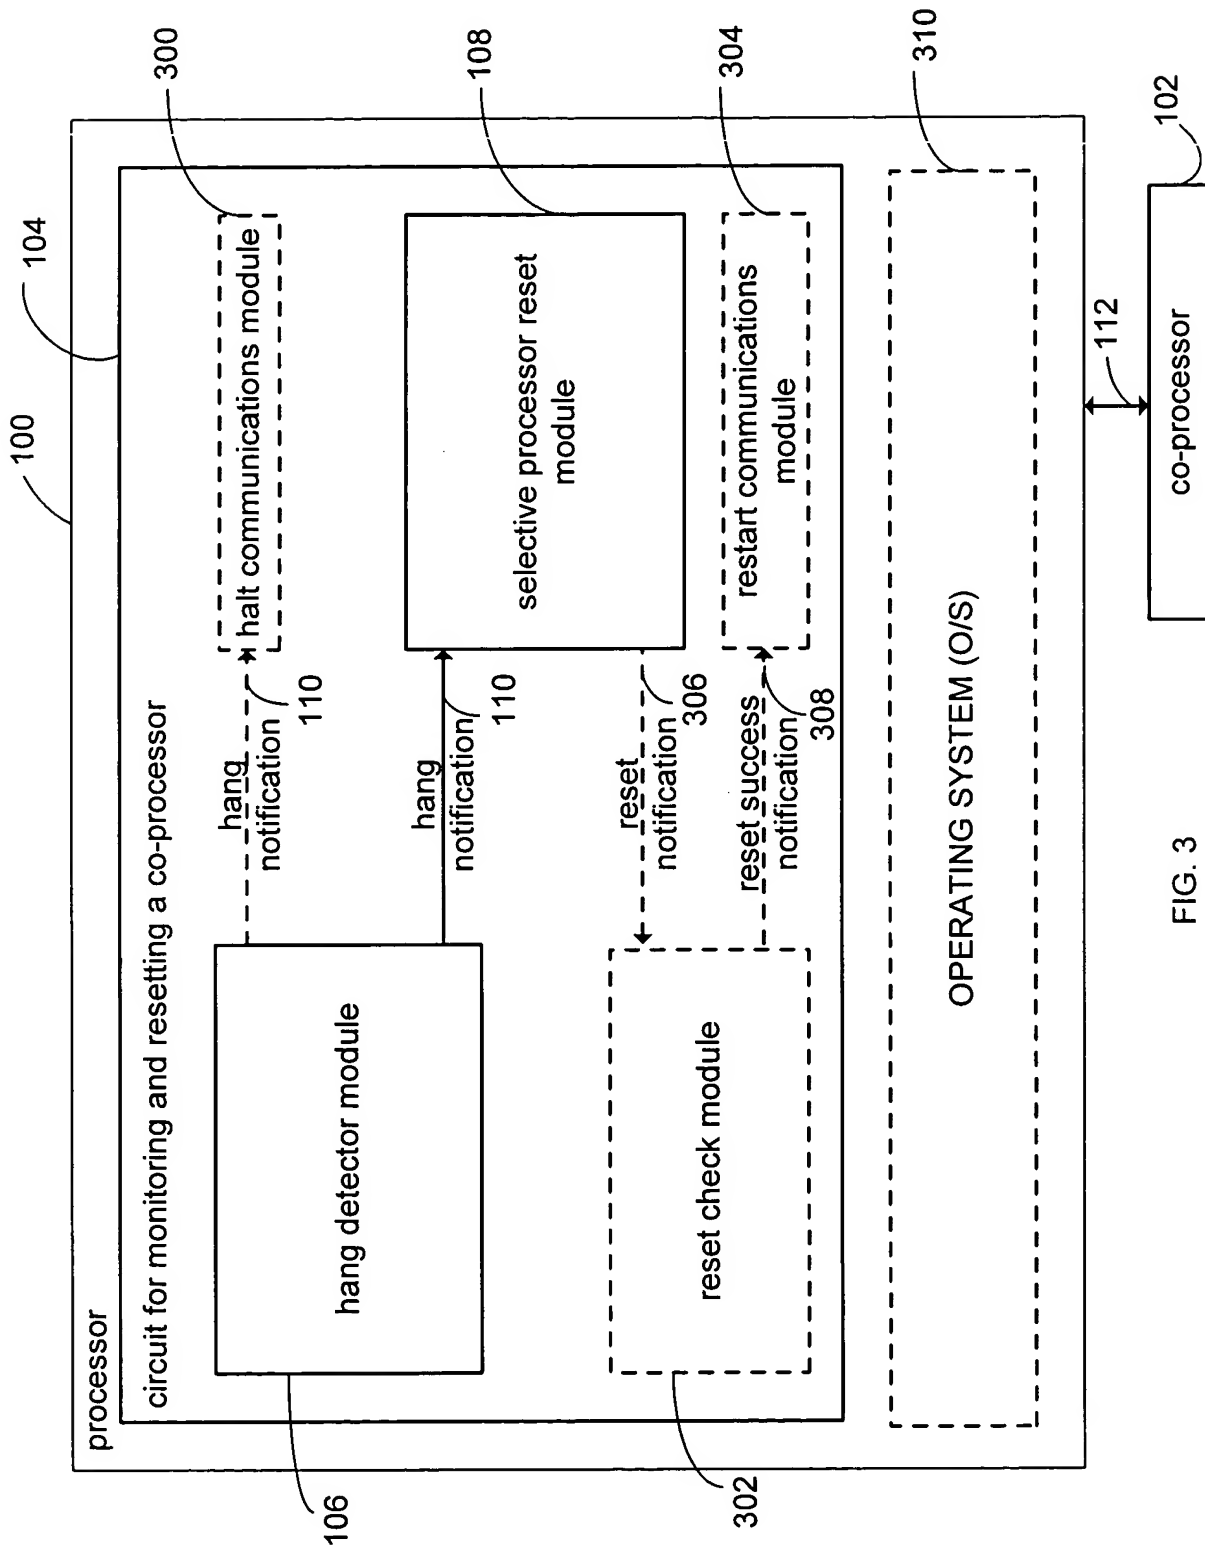 100
104
processor
circuit for monitoring and resetting a co-processor
300
hang
notification
110
halt communications module
106
hang detector module
hang
notification
110
selective processor reset
module
108
302
reset check module
reset
notification
306
reset success
notification
308
restart communications
module
304
OPERATING SYSTEM (O/S)
310
112
co-processor
102
FIG. 3